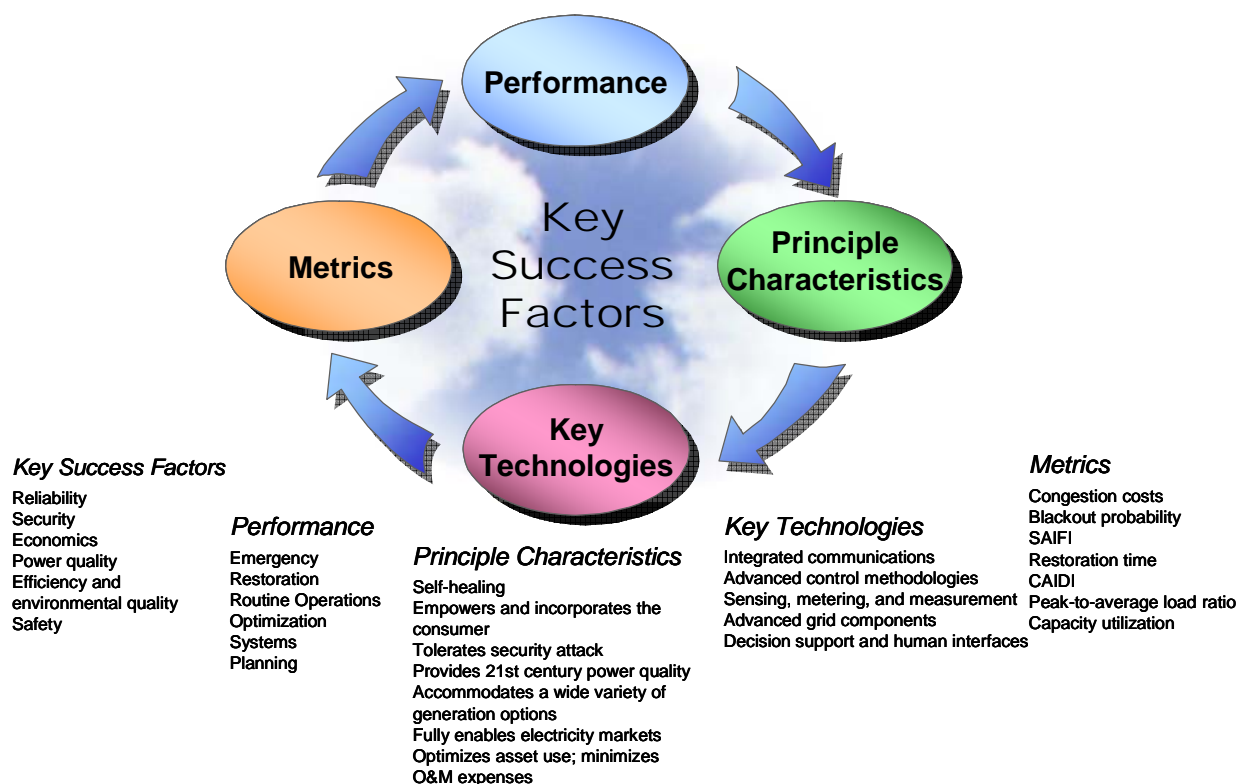 Performance
Key
Success
Factors
Metrics
Principle
Characteristics
Key
Technologies
Key Success Factors
Reliability
Security
Economics
Power quality
Efficiency and
environmental quality
Safety
Performance
Emergency
Restoration
Routine Operations
Optimization
Systems
Planning
Principle Characteristics
Self-healing
Empowers and incorporates the
consumer
Tolerates security attack
Provides 21st century power quality
Accommodates a wide variety of
generation options
Fully enables electricity markets
Optimizes asset use; minimizes
O&M expenses
Key Technologies
Integrated communications
Advanced control methodologies
Sensing, metering, and measurement
Advanced grid components
Decision support and human interfaces
Metrics
Congestion costs
Blackout probability
SAIFI
Restoration time
CAIDI
Peak-to-average load ratio
Capacity utilization